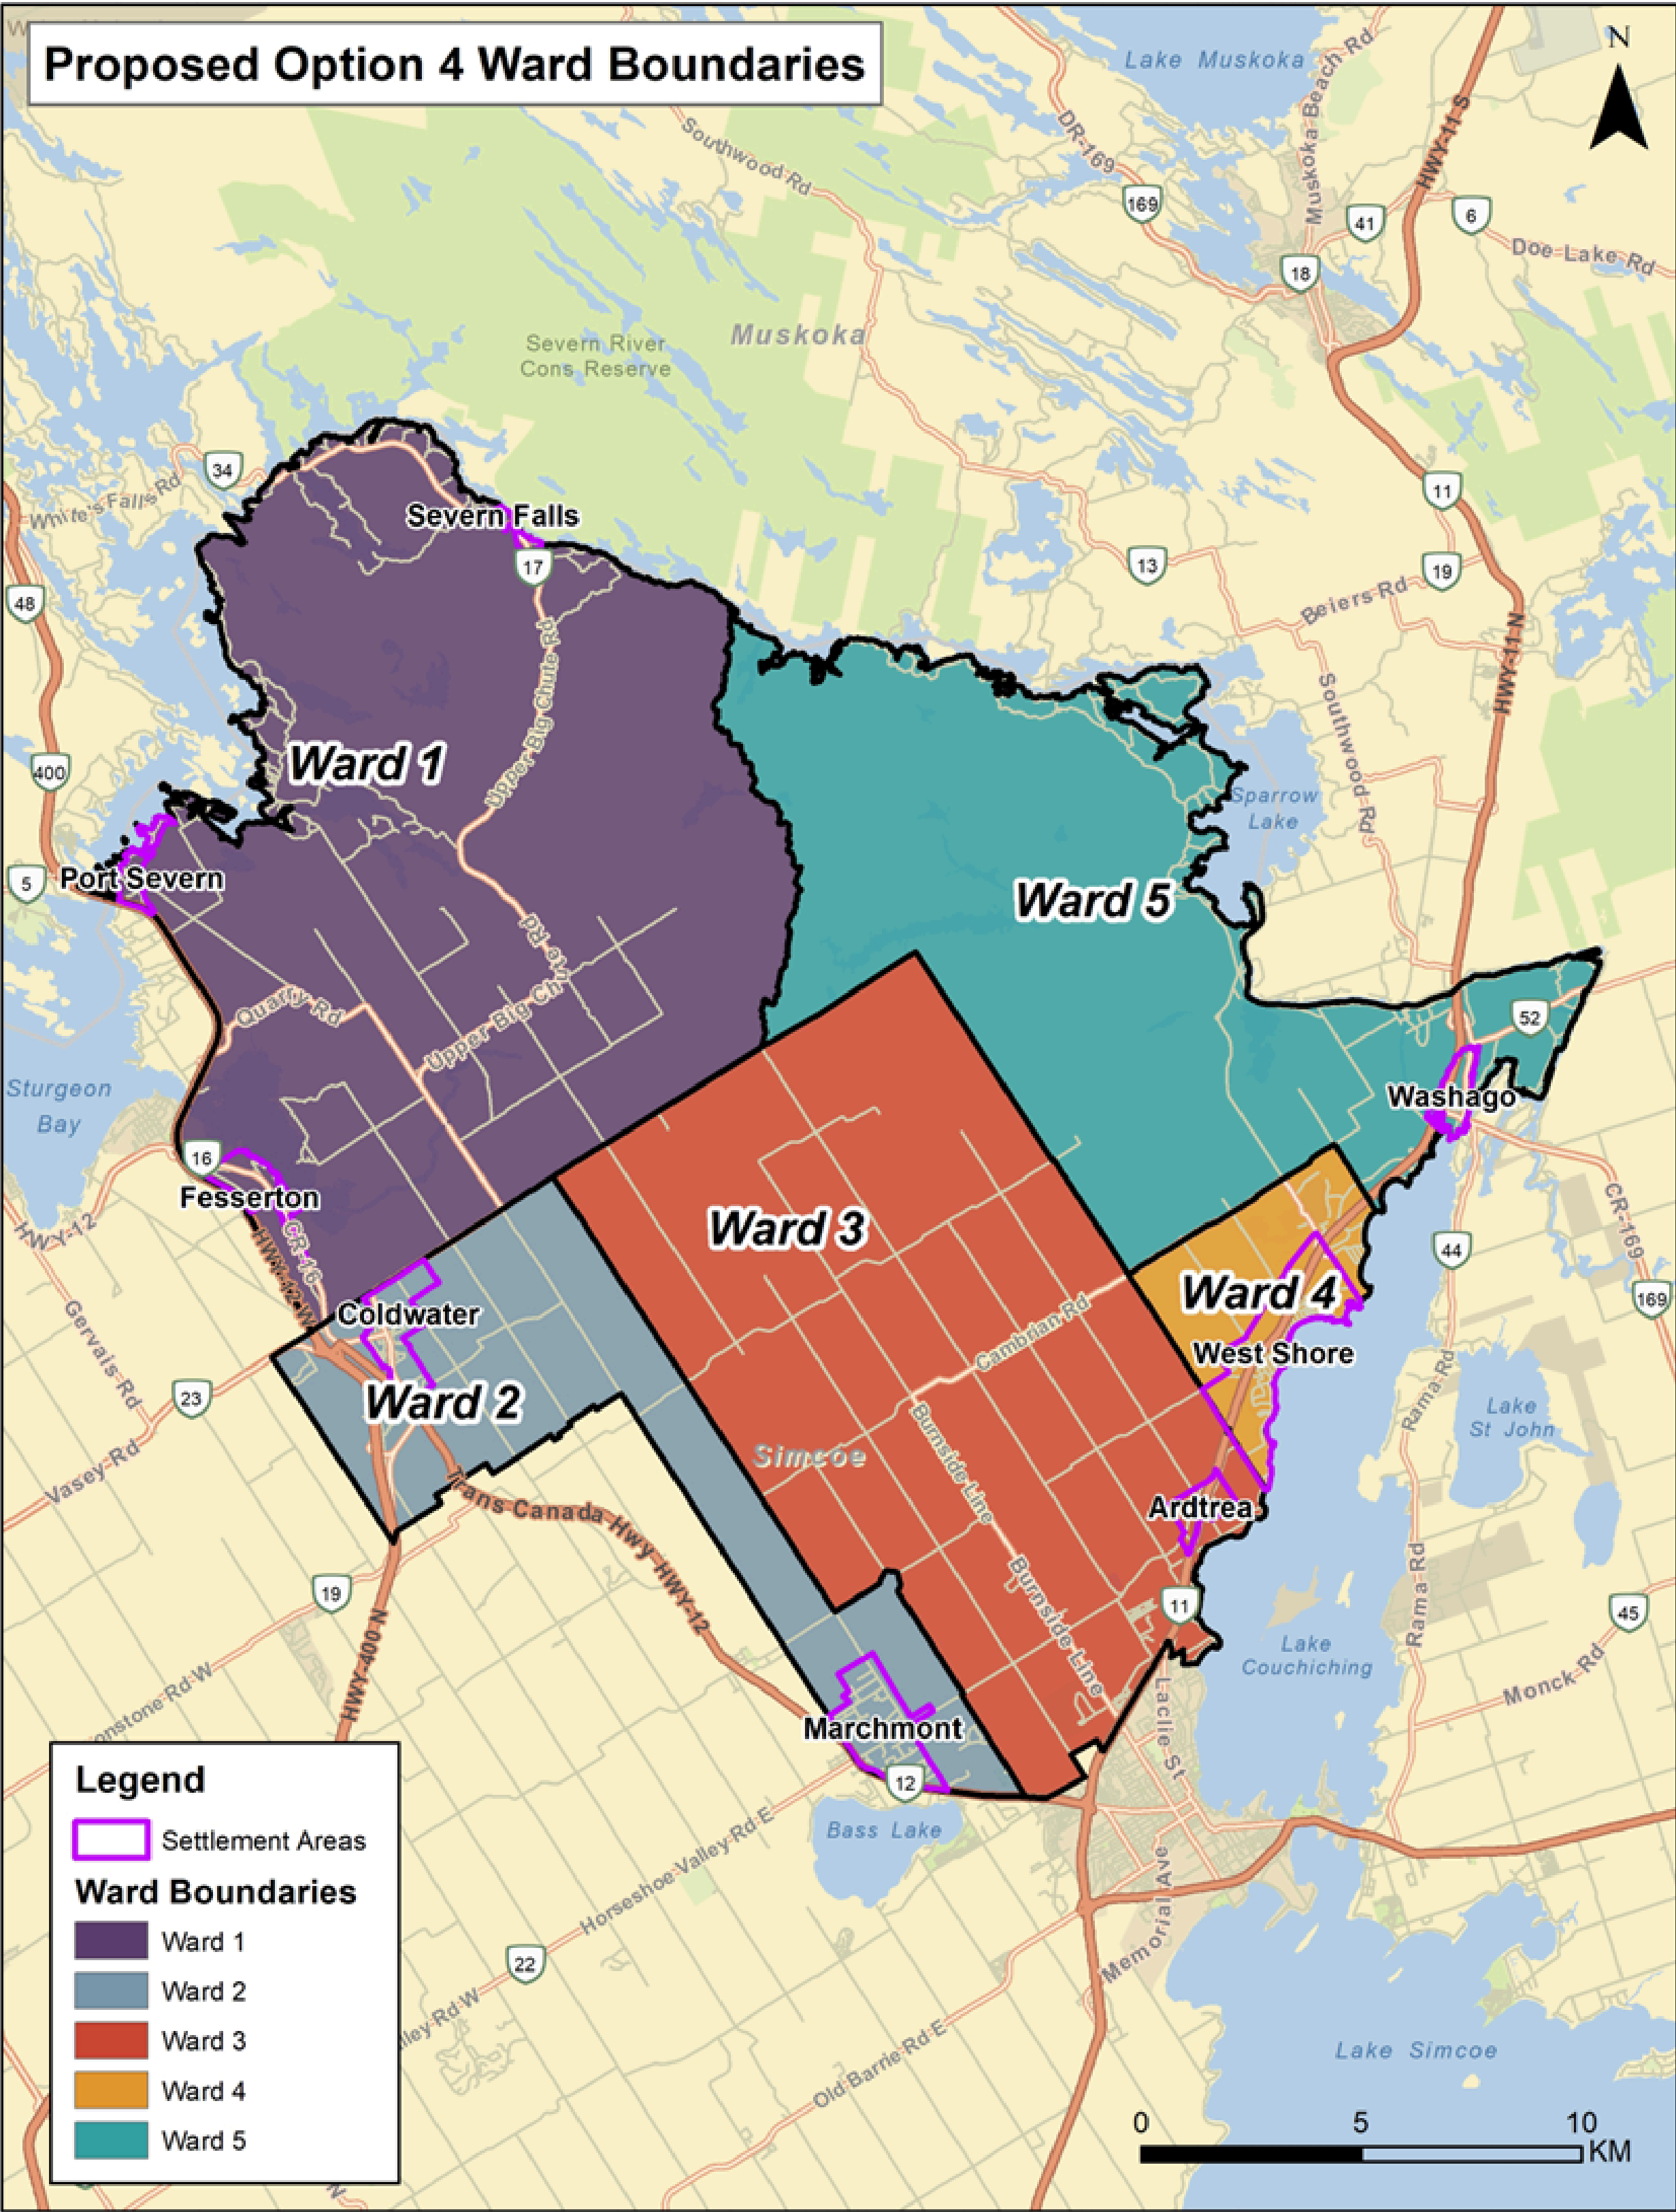 Proposed Option 4 Ward Boundaries
N
Lake Muskoka
Muskoka Beach Rd
HWY-11 S
DR-169
Southwood Rd
169
41
6
Doe Lake Rd
18
Severn River
Cons Reserve
Muskoka
34
White's Falls Rd
11
Severn Falls
17
13
19
48
Beiers Rd
HWY-11 N
Upper Big Chute Rd
Southwood Rd
Ward 1
400
Sparrow
Lake
5
Port Severn
Ward 5
Quarry Rd
Upper Big Chute Rd
52
Sturgeon
Bay
Washago
16
Fesserton
HWY-12
CR-16
HWY-12 W
Ward 3
CR-169
44
Ward 4
169
Coldwater
Gervais Rd
Cambrian Rd
West Shore
23
Ward 2
Rama Rd
Lake
St John
Vasey Rd
Simcoe
Burnside Line
Trans Canada Hwy
HWY-12
Ardtrea
19
Burnside Line
11
Rama Rd
45
HWY-400 N
Lake
Couchiching
Monck Rd
onstone Rd W
Marchmont
Laclie St
12
Bass Lake
Horseshoe Valley Rd E
Memorial Ave
22
lley Rd W
Old Barrie Rd E
Lake Simcoe
Legend
Settlement Areas
Ward Boundaries
Ward 1
Ward 2
Ward 3
Ward 4
Ward 5
0 5 10
KM